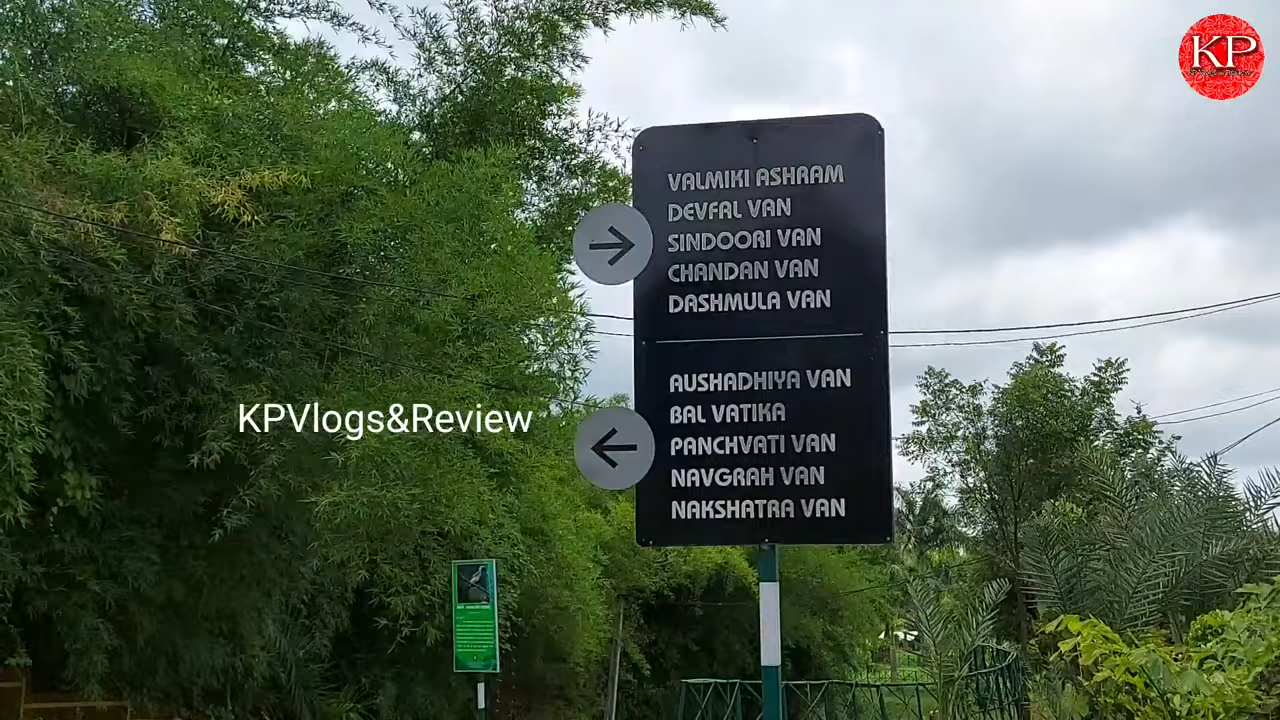 KP
VALMIKI ASHRAM
DEVFAL VAN
SINDOORI VAN
CHANDAN VAN
DASHMULA VAN
AUSHADHIYA VAN
BAL VATIKA
PANCHVATI VAN
NAVGRAH VAN
NAKSHATRA VAN
KPVlogs&Review